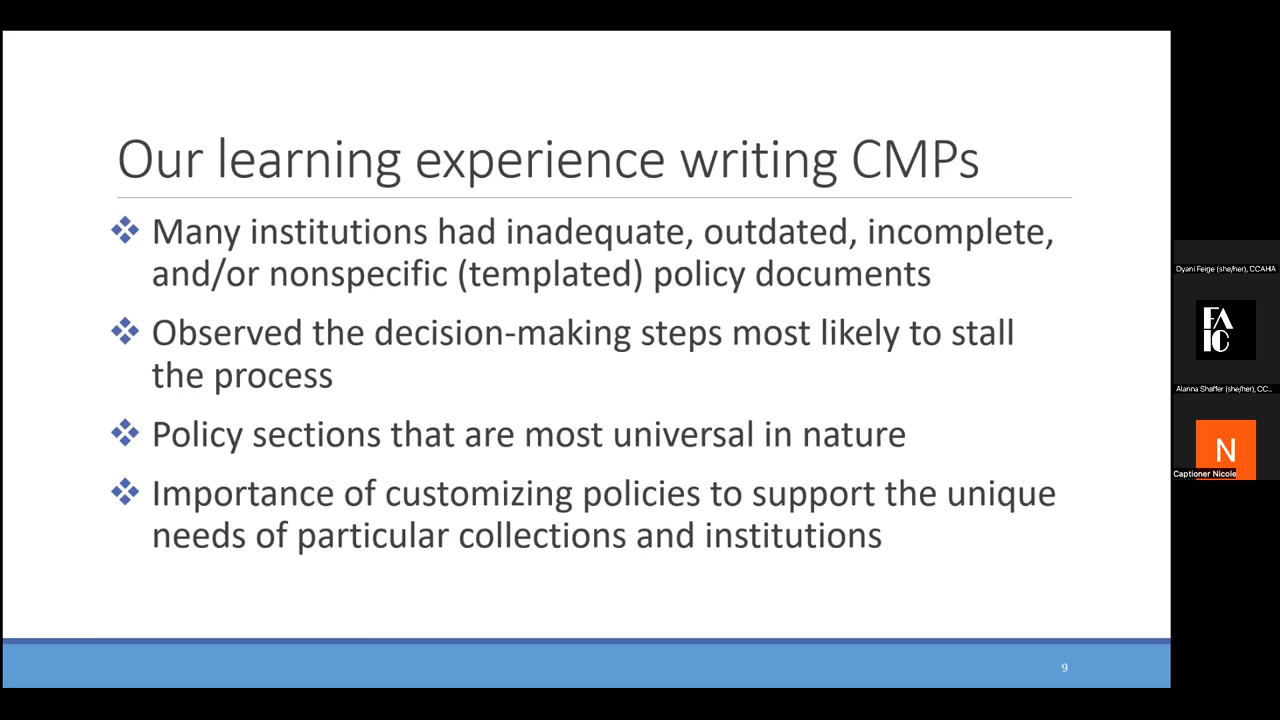 Our learning experience writing CMPs
Many institutions had inadequate, outdated, incomplete,
and/or nonspecific (templated) policy documents
Observed the decision-making steps most likely to stall
the process
Policy sections that are most universal in nature
Importance of customizing policies to support the unique
needs of particular collections and institutions
9
Dyani Feige (she/her), CCAHA
FA
IC
Alanna Shaffer (she/her), CC...
N
Captioner Nicole